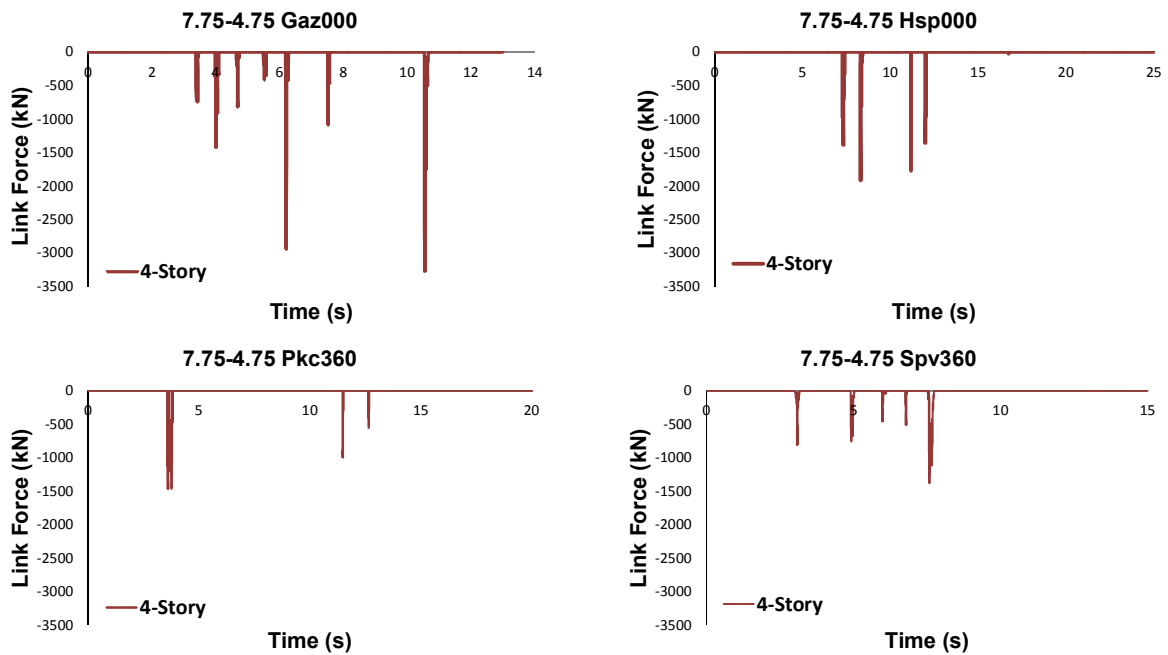 7.75-4.75 Gaz000
0
-500
-1000
-1500
-2000
-2500
-3000
-3500
0 2 4 6 8 10 12 14
Link Force (kN)
4-Story
Time (s)
7.75-4.75 Hsp000
0
-500
-1000
-1500
-2000
-2500
-3000
-3500
0 5 10 15 20 25
Link Force (kN)
4-Story
Time (s)
7.75-4.75 Pkc360
0
-500
-1000
-1500
-2000
-2500
-3000
-3500
0 5 10 15 20
Link Force (kN)
4-Story
Time (s)
7.75-4.75 Spv360
0
-500
-1000
-1500
-2000
-2500
-3000
-3500
0 5 10 15
Link Force (kN)
4-Story
Time (s)